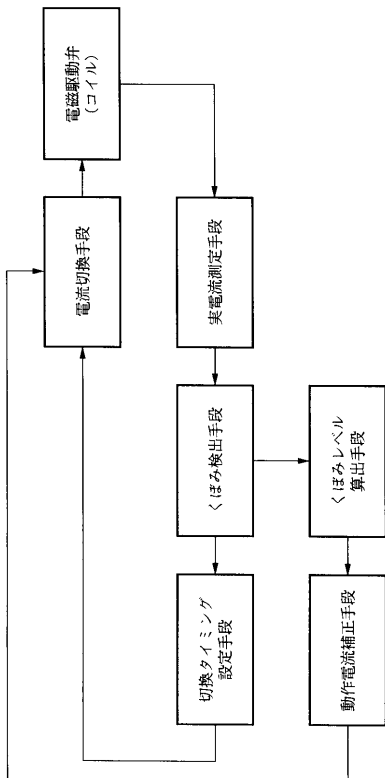 電磁駆動弁
(コイル)
電流切換手段
実電流測定手段
くぼみ検出手段
くぼみレベル
算出手段
切換タイミング
設定手段
動作電流補正手段